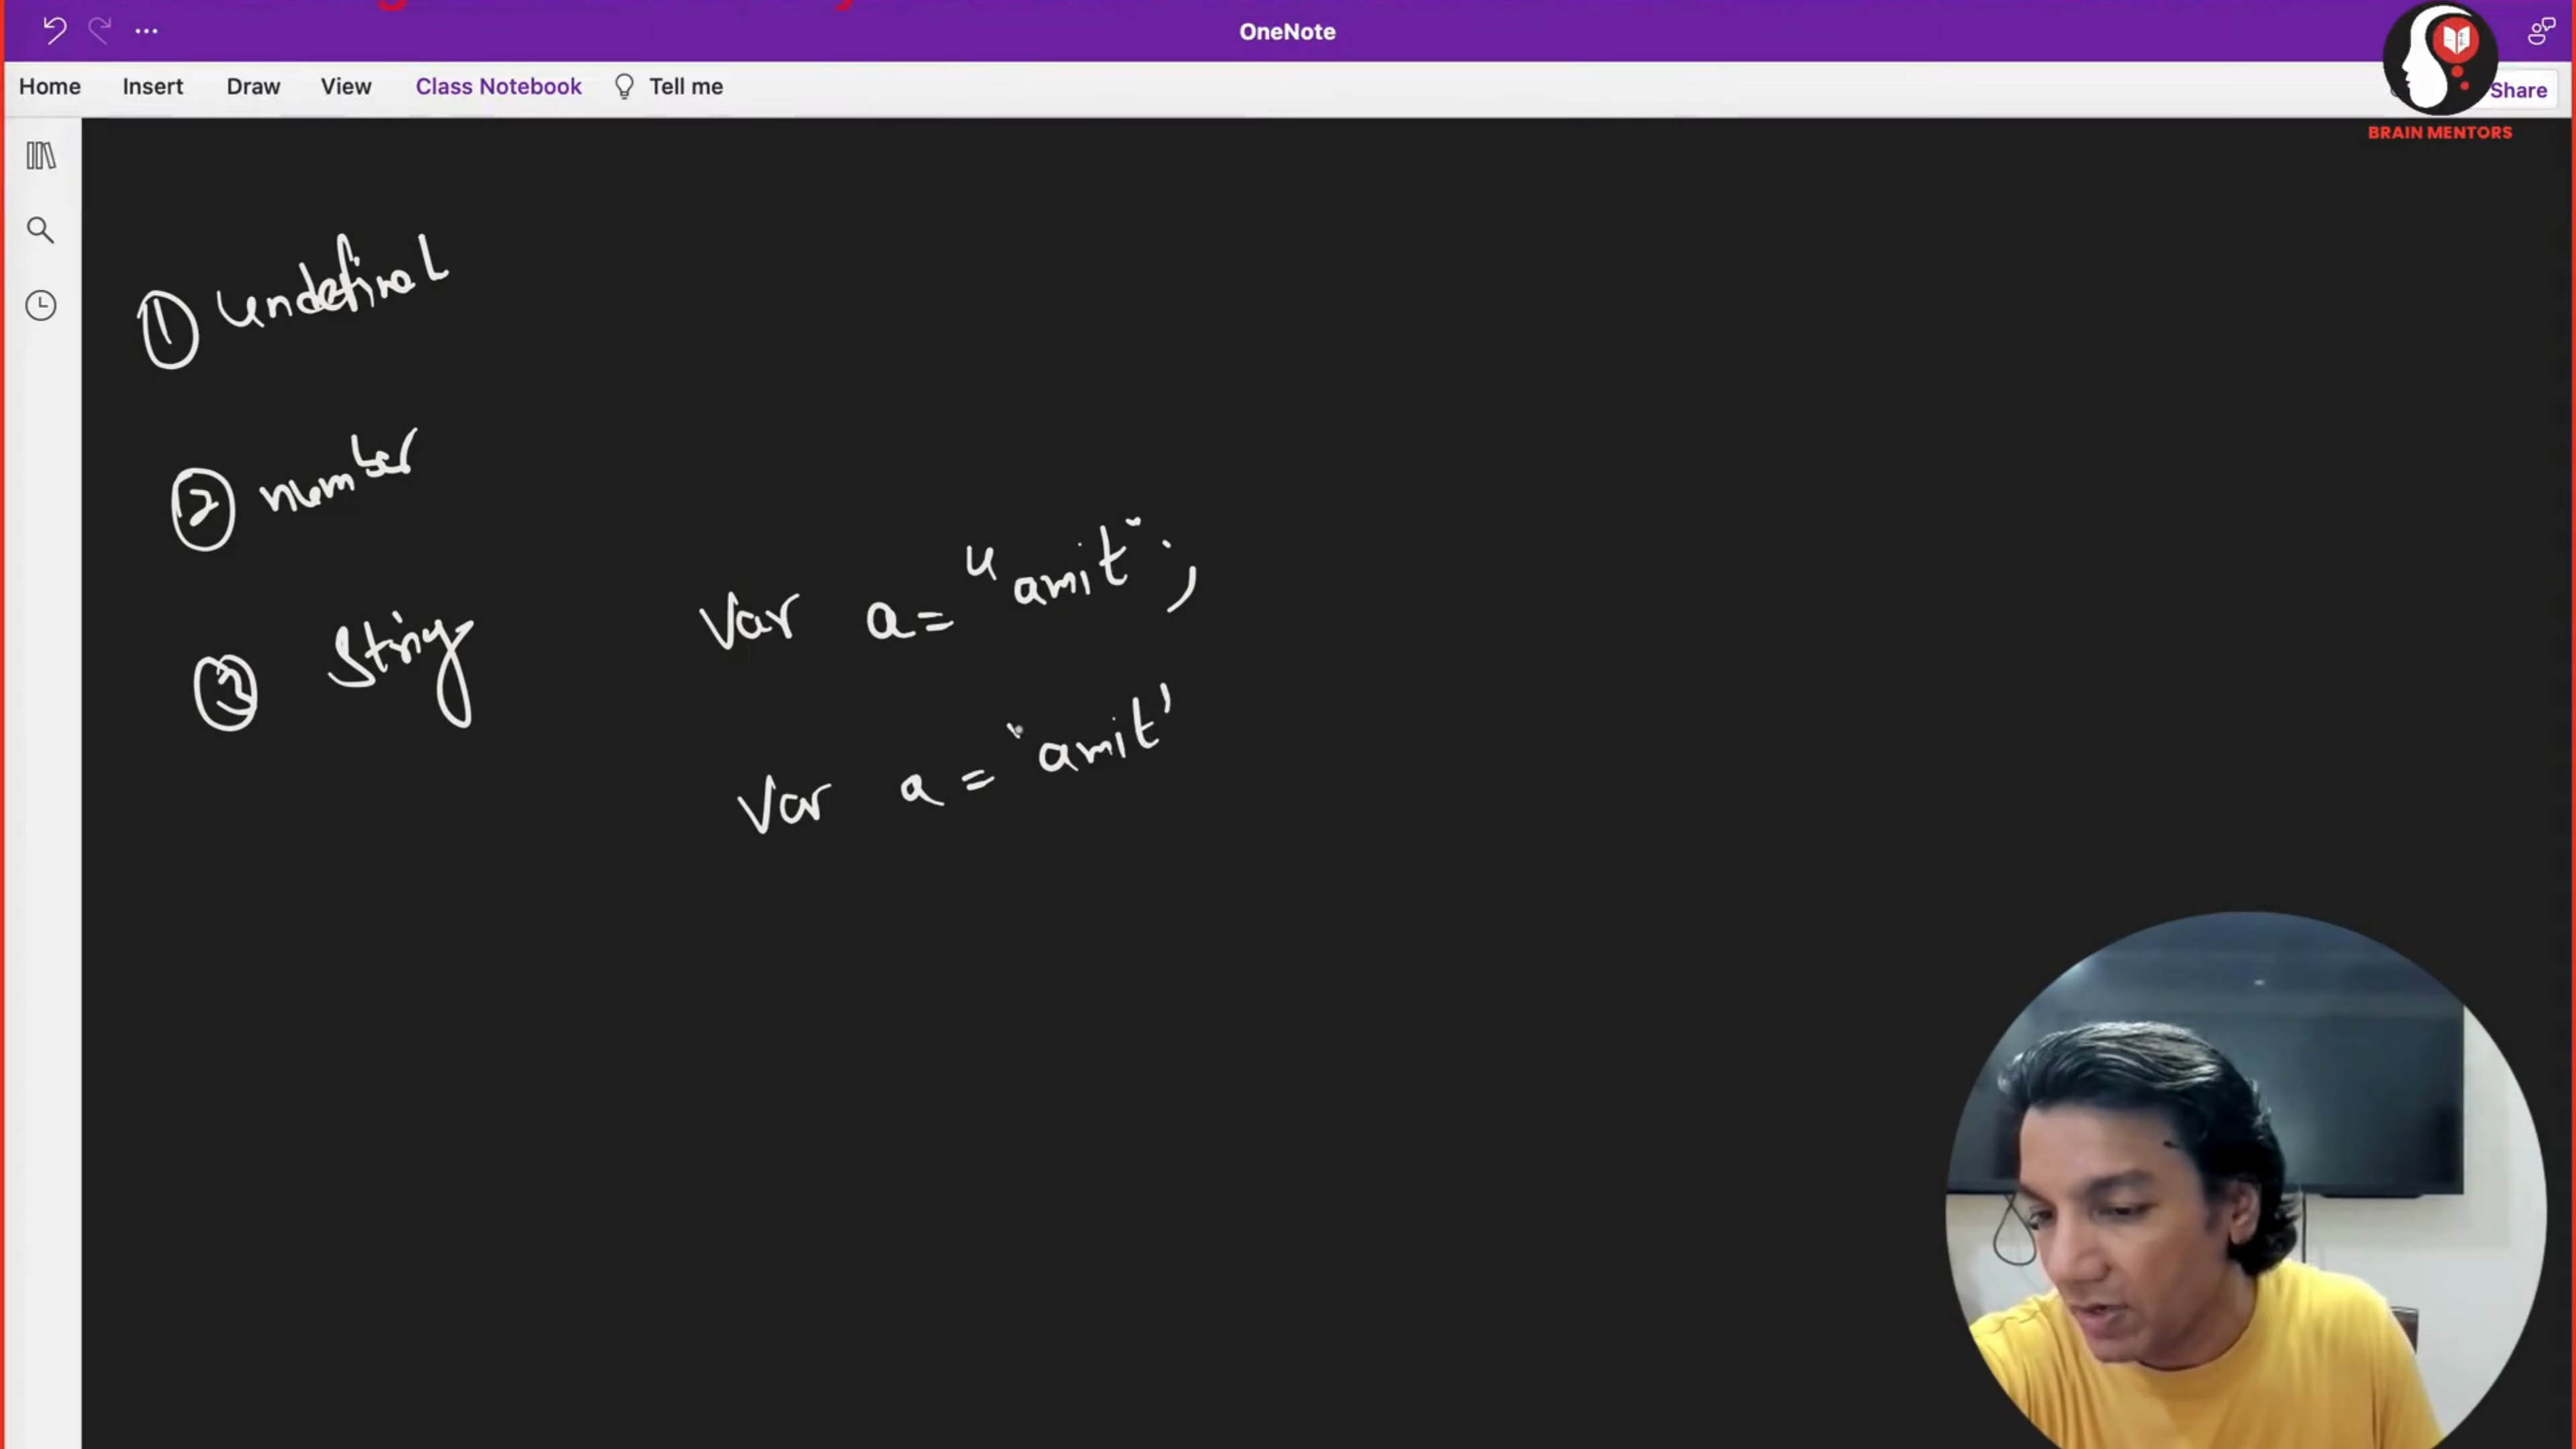 OneNote
Home Insert Draw View Class Notebook Tell me
Share
BRAIN MENTORS
① undefined
② number
③ String
Var a = "amit";
Var a = 'amit'